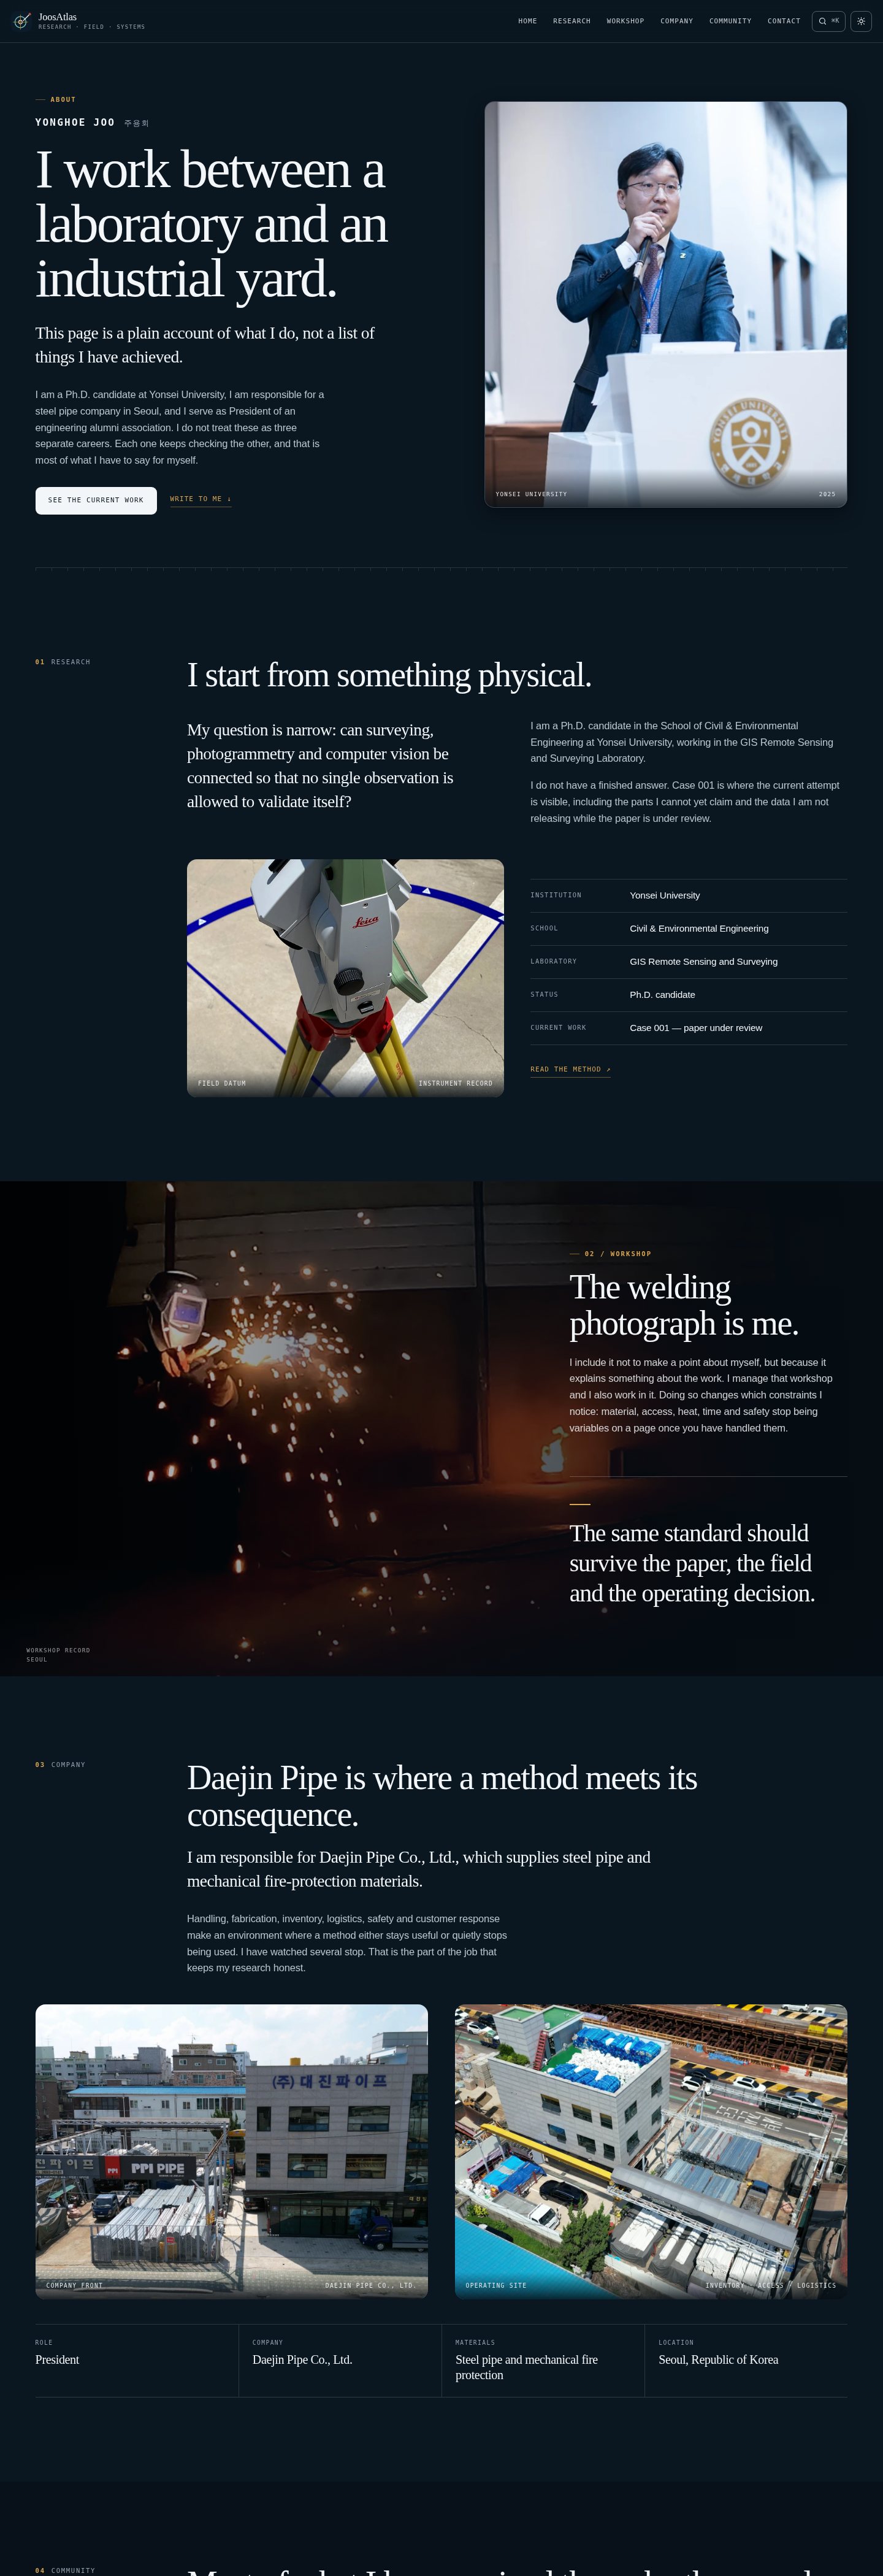 JoosAtlas
RESEARCH · FIELD · SYSTEMS
HOME RESEARCH WORKSHOP COMPANY COMMUNITY CONTACT ⌘K
ABOUT
YONGHOE JOO 주용회
I work between a
laboratory and an
industrial yard.
This page is a plain account of what I do, not a list of
things I have achieved.
I am a Ph.D. candidate at Yonsei University, I am responsible for a
steel pipe company in Seoul, and I serve as President of an
engineering alumni association. I do not treat these as three
separate careers. Each one keeps checking the other, and that is
most of what I have to say for myself.
SEE THE CURRENT WORK WRITE TO ME ↓
YONSEI UNIVERSITY
YONSEI UNIVERSITY 2025
01 RESEARCH
I start from something physical.
My question is narrow: can surveying,
photogrammetry and computer vision be
connected so that no single observation is
allowed to validate itself?
I am a Ph.D. candidate in the School of Civil & Environmental
Engineering at Yonsei University, working in the GIS Remote Sensing
and Surveying Laboratory.
I do not have a finished answer. Case 001 is where the current attempt
is visible, including the parts I cannot yet claim and the data I am not
releasing while the paper is under review.
Leica
FIELD DATUM INSTRUMENT RECORD
INSTITUTION Yonsei University
SCHOOL Civil & Environmental Engineering
LABORATORY GIS Remote Sensing and Surveying
STATUS Ph.D. candidate
CURRENT WORK Case 001 — paper under review
READ THE METHOD ↗
02 / WORKSHOP
The welding
photograph is me.
I include it not to make a point about myself, but because it
explains something about the work. I manage that workshop
and I also work in it. Doing so changes which constraints I
notice: material, access, heat, time and safety stop being
variables on a page once you have handled them.
The same standard should
survive the paper, the field
and the operating decision.
WORKSHOP RECORD
SEOUL
03 COMPANY
Daejin Pipe is where a method meets its
consequence.
I am responsible for Daejin Pipe Co., Ltd., which supplies steel pipe and
mechanical fire-protection materials.
Handling, fabrication, inventory, logistics, safety and customer response
make an environment where a method either stays useful or quietly stops
being used. I have watched several stop. That is the part of the job that
keeps my research honest.
(주) 대진파이프
진파이프 PPI PIPE
COMPANY FRONT DAEJIN PIPE CO., LTD.
OPERATING SITE INVENTORY / ACCESS / LOGISTICS
ROLE
President
COMPANY
Daejin Pipe Co., Ltd.
MATERIALS
Steel pipe and mechanical fire
protection
LOCATION
Seoul, Republic of Korea
04 COMMUNITY